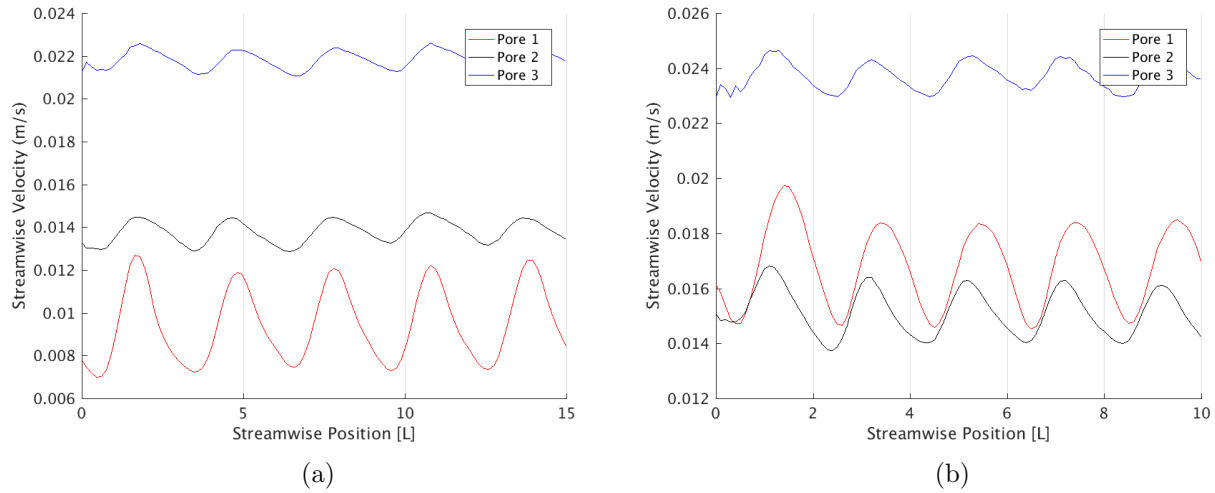 0.024
0.022
0.02
0.018
0.016
0.014
0.012
0.01
0.008
0.006
Streamwise Velocity (m/s)
Pore 1
Pore 2
Pore 3
0 5 10 15
Streamwise Position [L]
(a)
0.026
0.024
0.022
0.02
0.018
0.016
0.014
0.012
Streamwise Velocity (m/s)
Pore 1
Pore 2
Pore 3
0 2 4 6 8 10
Streamwise Position [L]
(b)